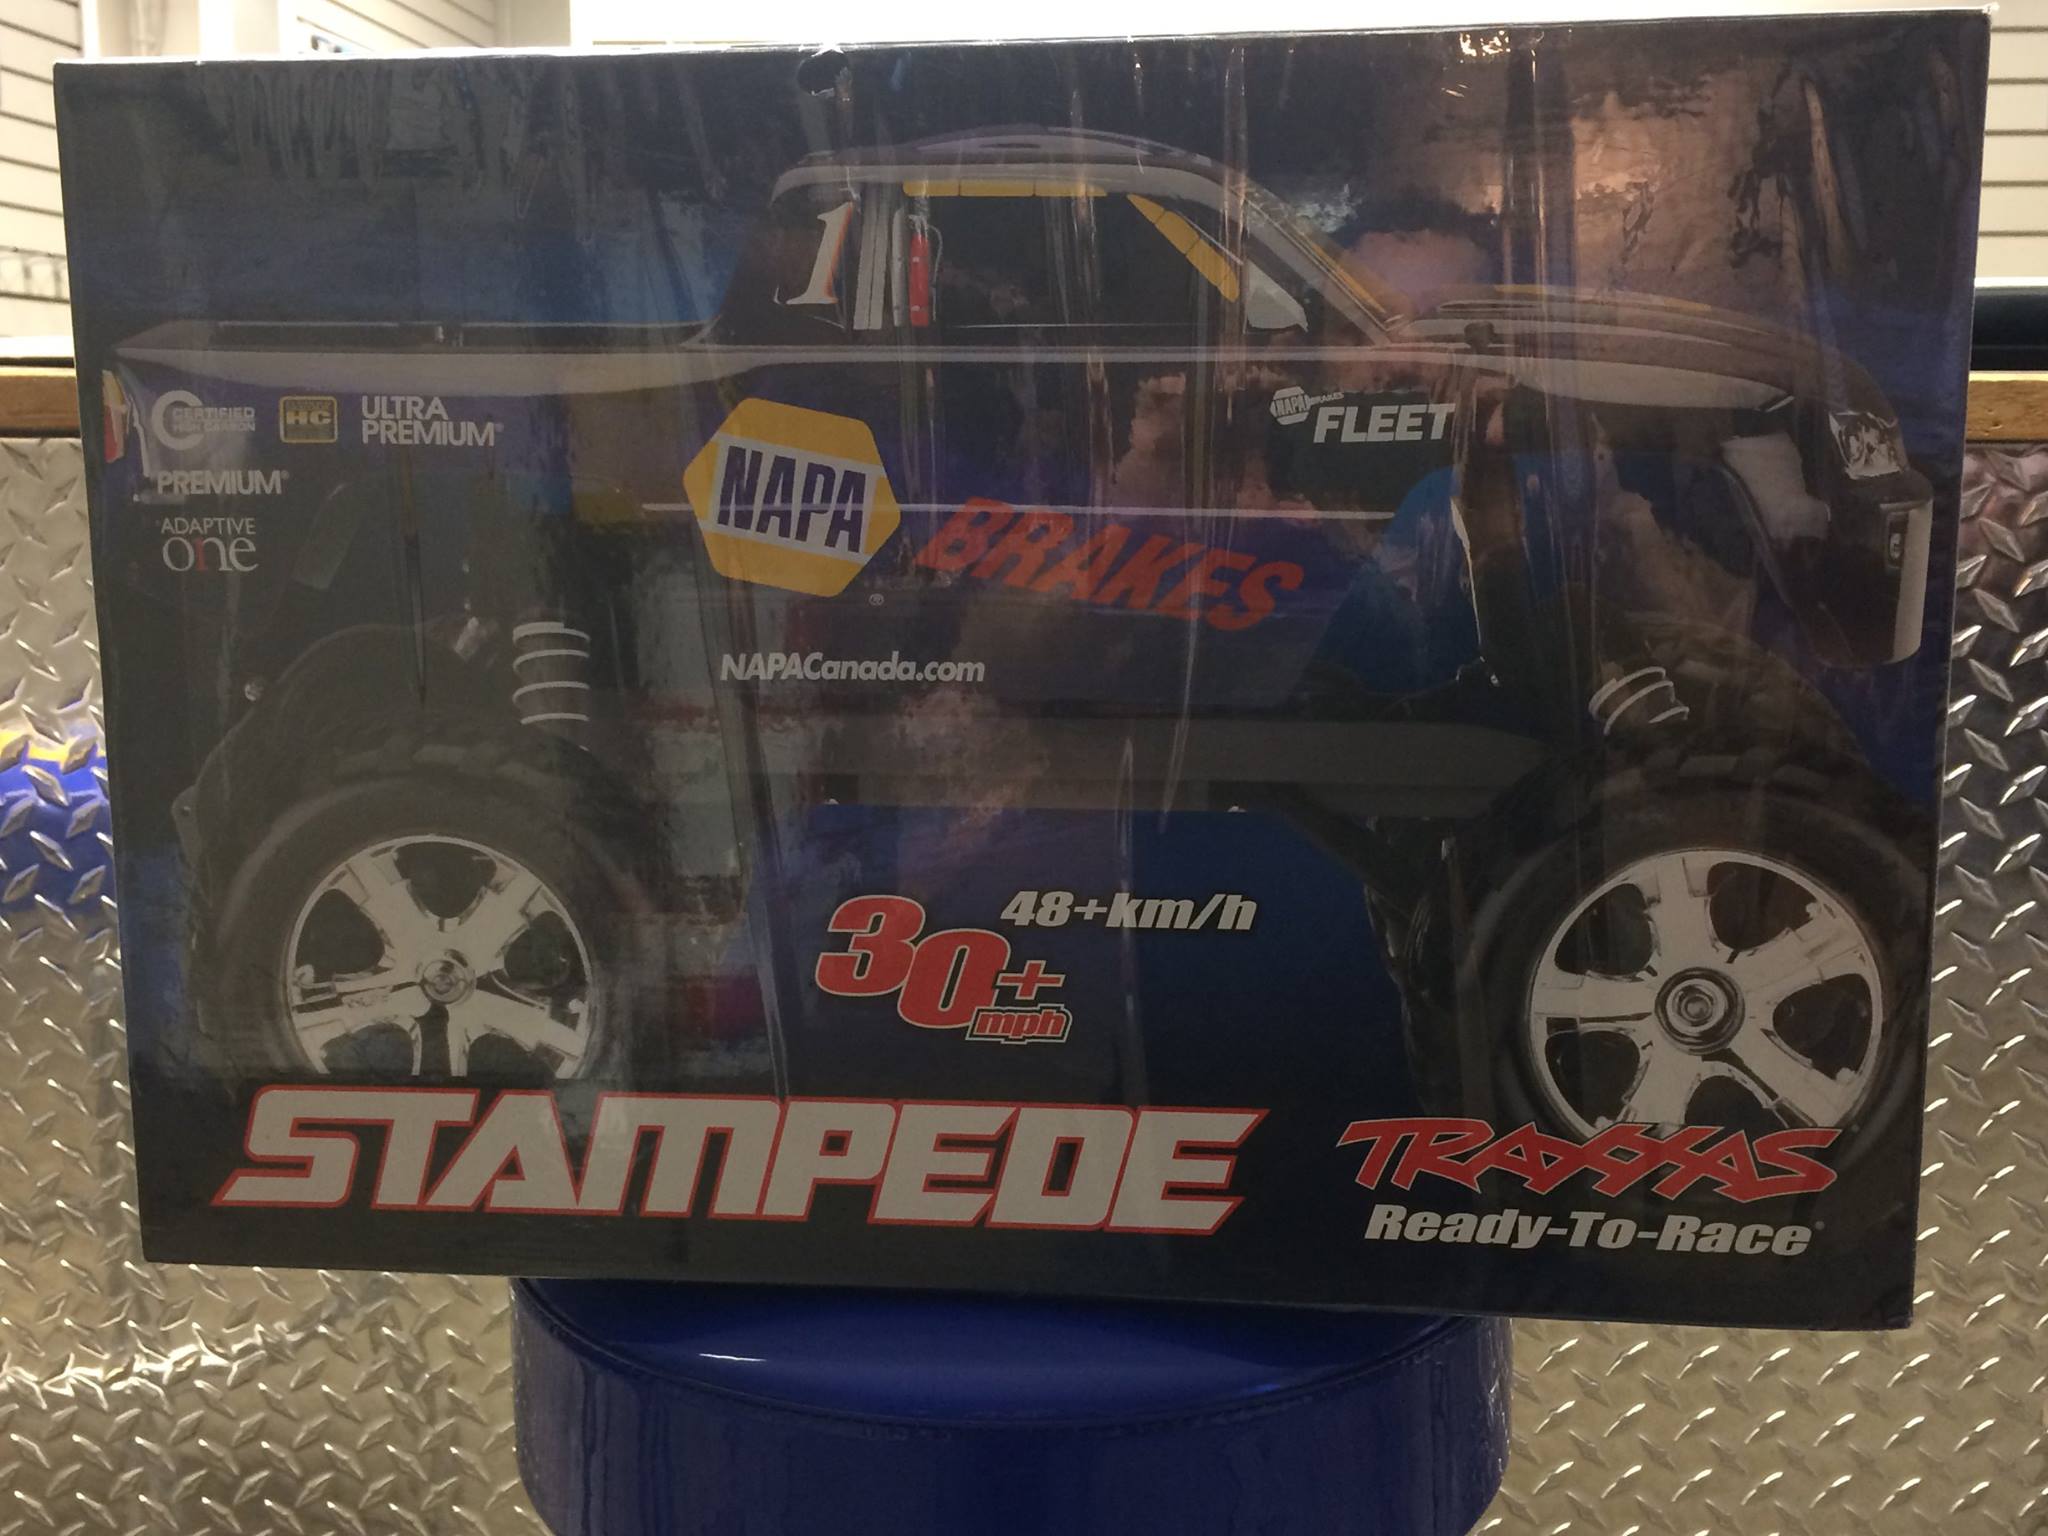 1
CERTIFIED
HIGH CARBON
HC
ULTRA
PREMIUM®
PREMIUM®
ADAPTIVE
one
NAPA
®
BRAKES
NAPA BRAKES
FLEET
NAPACanada.com
48+km/h
30+
mph
STAMPEDE
TRAXXAS
Ready-To-Race